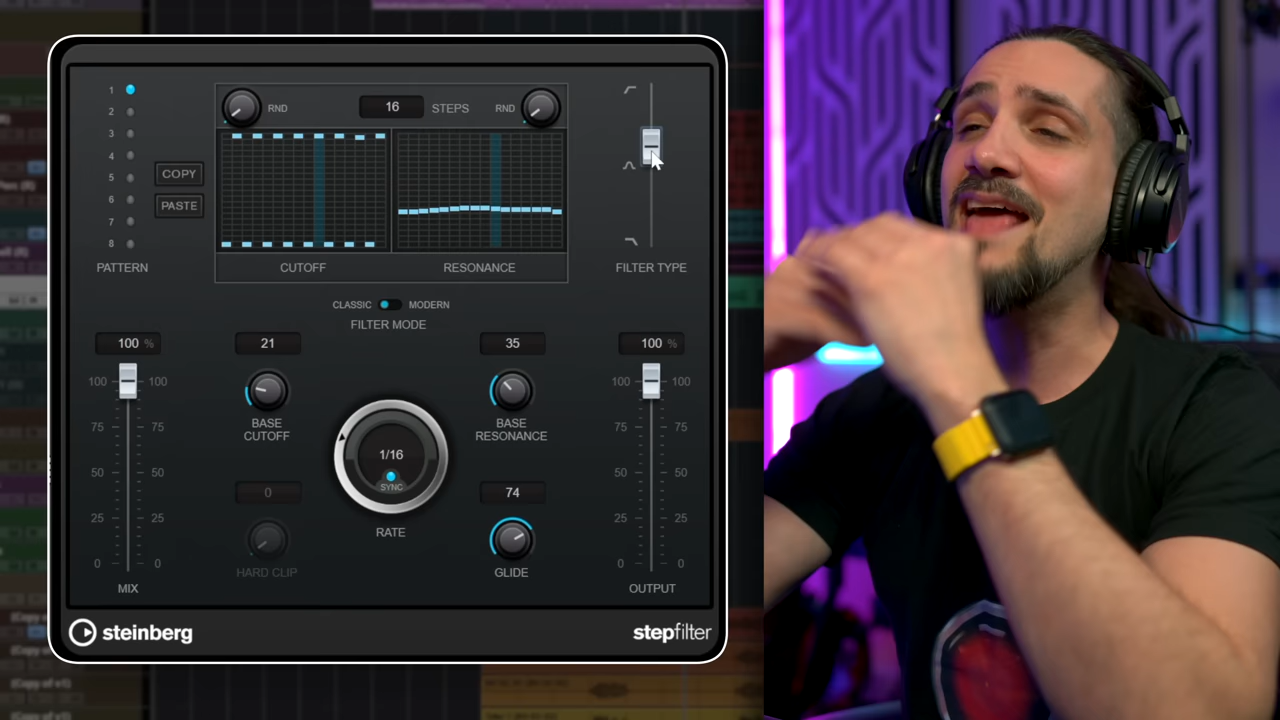 1
2
3
4
5
6
7
8
PATTERN
COPY
PASTE
RND
16 STEPS
RND
CUTOFF
RESONANCE
FILTER TYPE
CLASSIC MODERN
FILTER MODE
100 %
21
35
100 %
100 100
75 75
50 50
25 25
0 0
MIX
BASE
CUTOFF
BASE
RESONANCE
1/16
SYNC
RATE
0
HARD CLIP
74
GLIDE
100 100
75 75
50 50
25 25
0 0
OUTPUT
steinberg
stepfilter